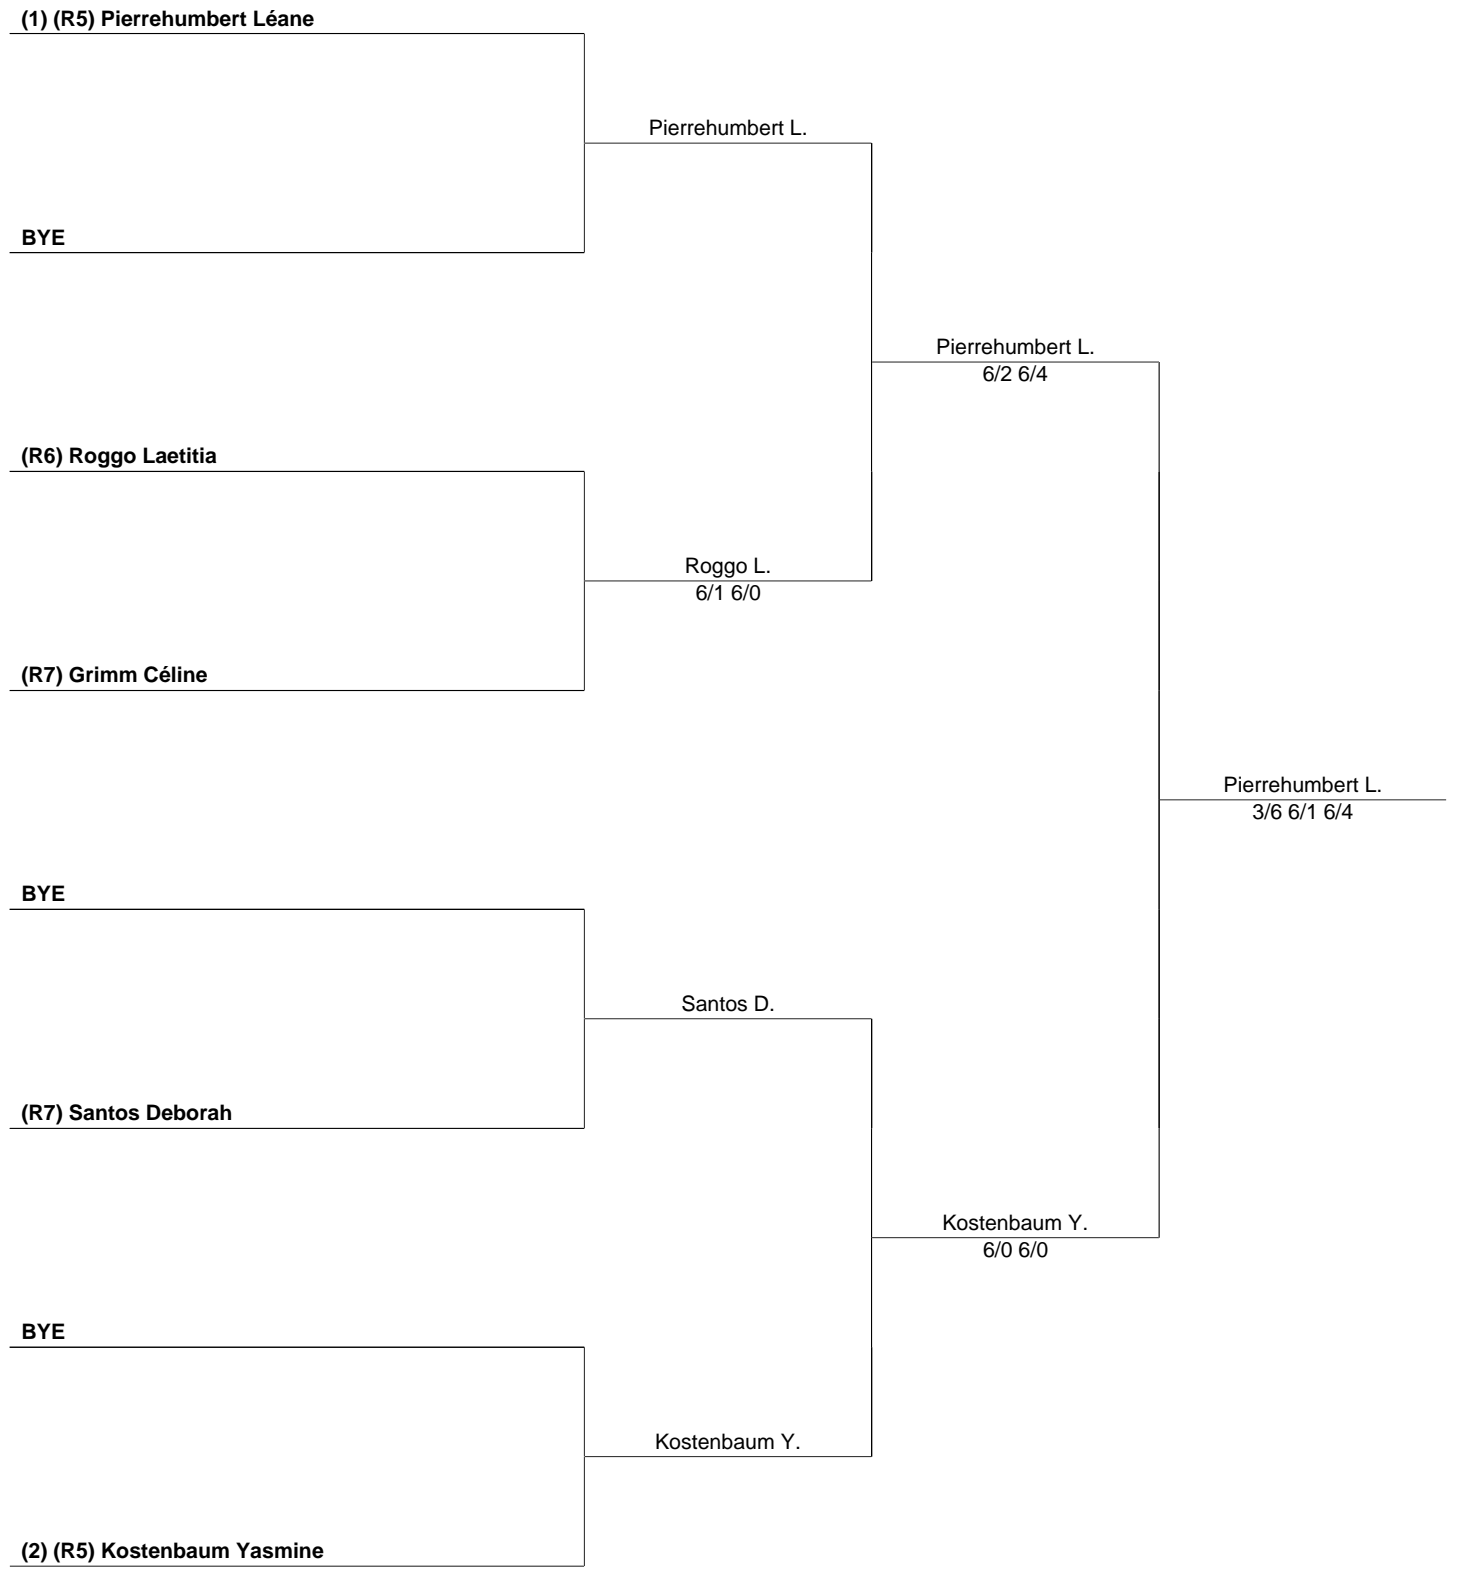 (1) (R5) Pierrehumbert Léane
Pierrehumbert L.
BYE
Pierrehumbert L.
6/2 6/4
(R6) Roggo Laetitia
Roggo L.
6/1 6/0
(R7) Grimm Céline
Pierrehumbert L.
3/6 6/1 6/4
BYE
Santos D.
(R7) Santos Deborah
Kostenbaum Y.
6/0 6/0
BYE
Kostenbaum Y.
(2) (R5) Kostenbaum Yasmine